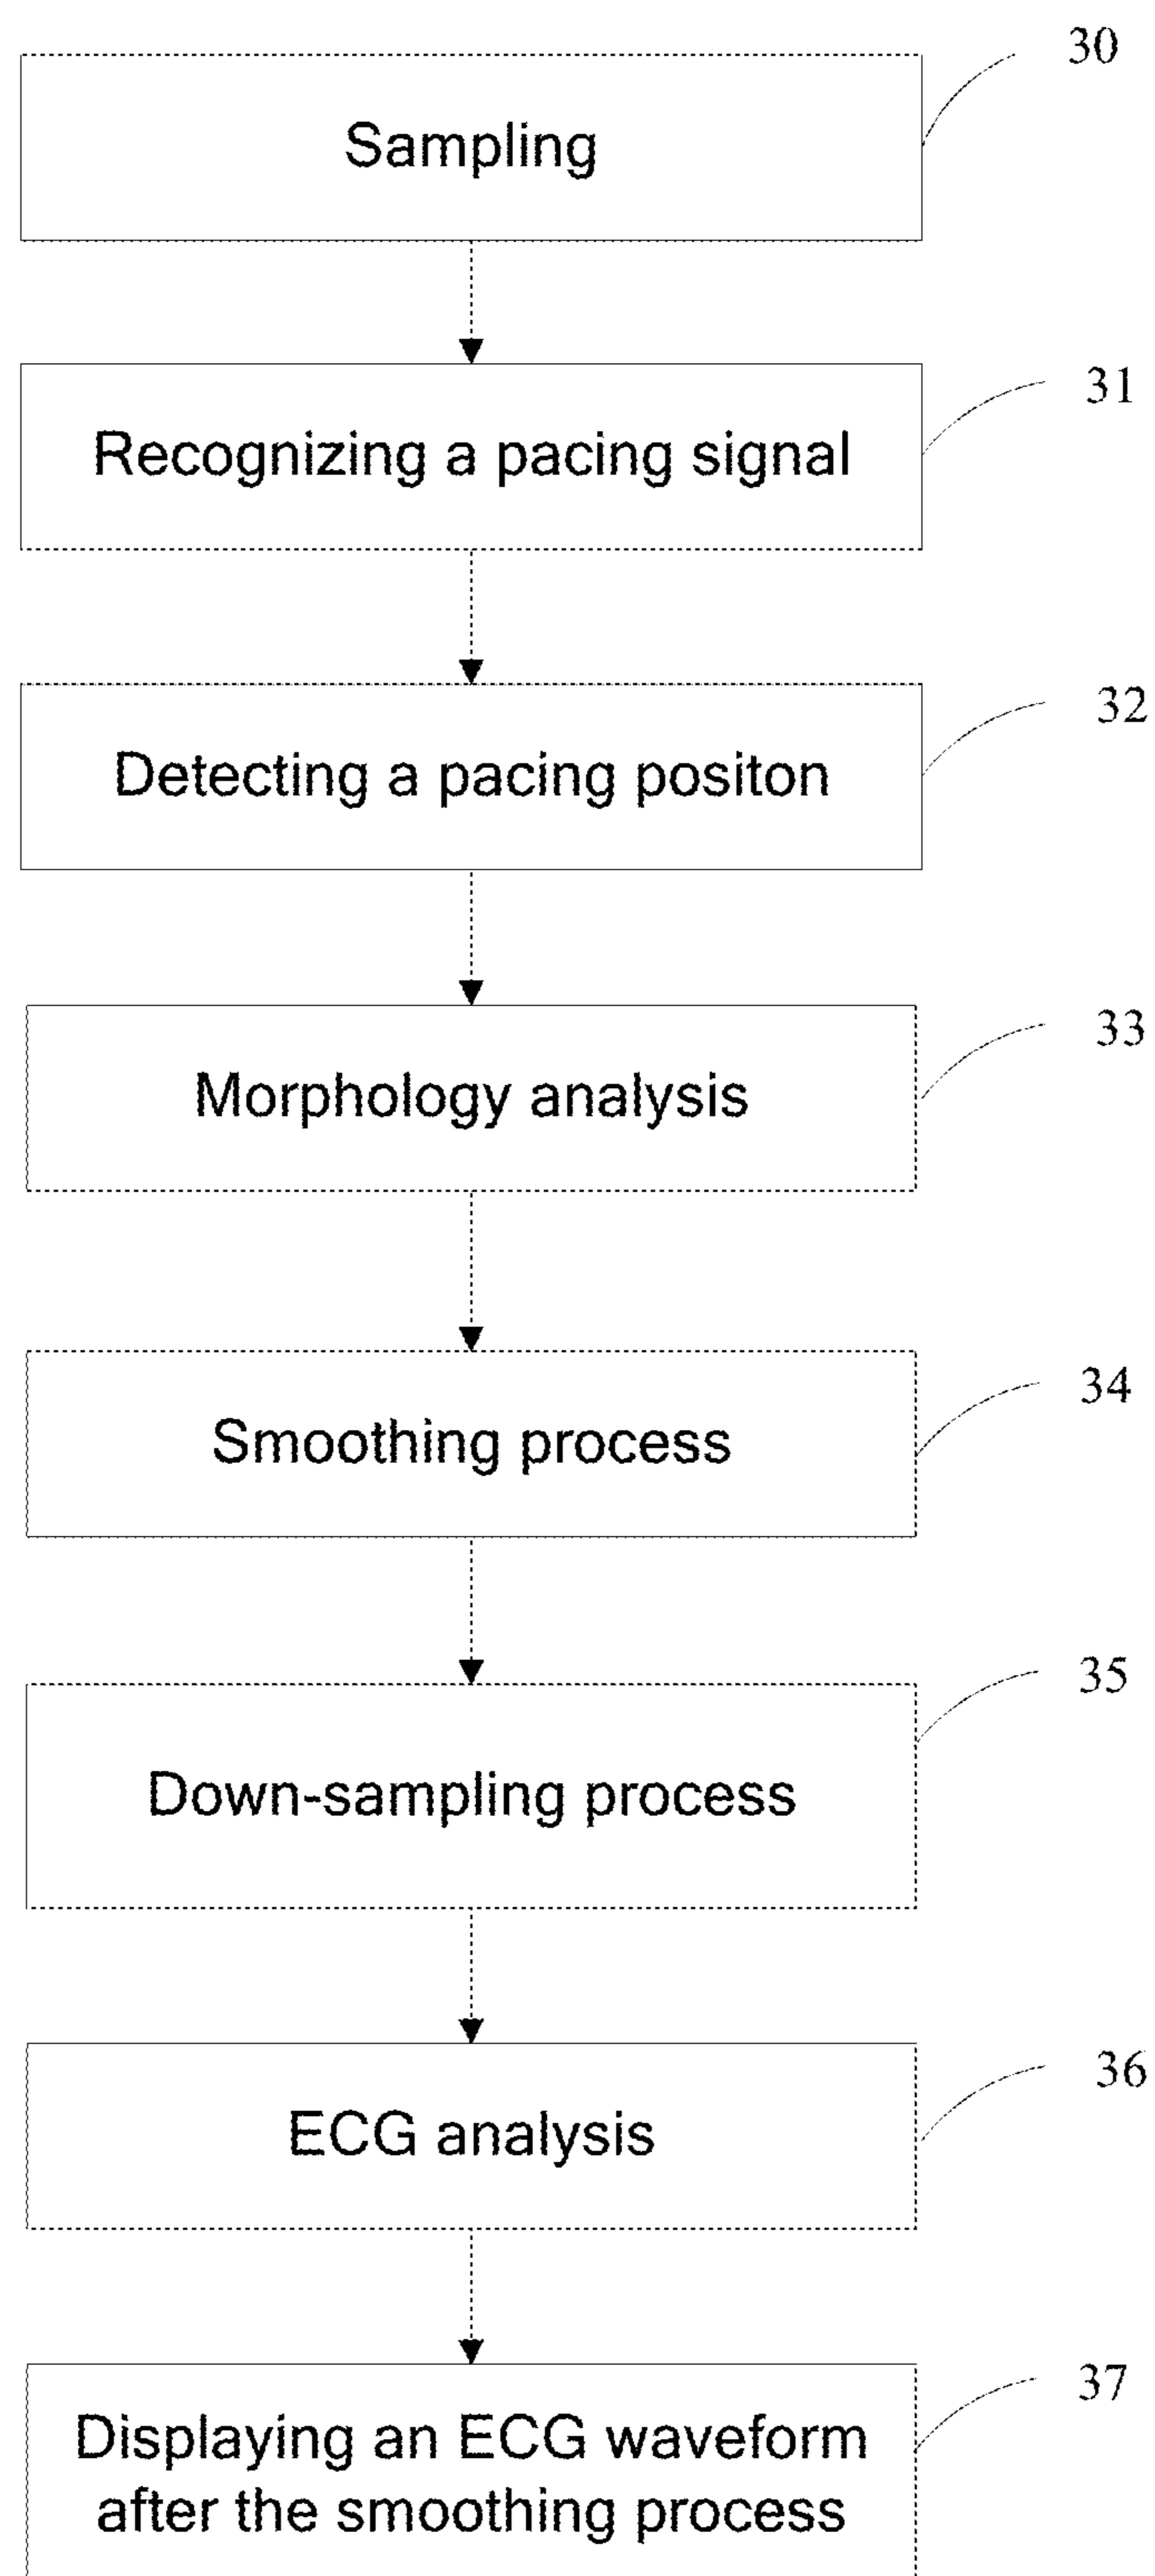 30
Sampling
31
Recognizing a pacing signal
32
Detecting a pacing positon
33
Morphology analysis
34
Smoothing process
35
Down-sampling process
36
ECG analysis
37
Displaying an ECG waveform
after the smoothing process